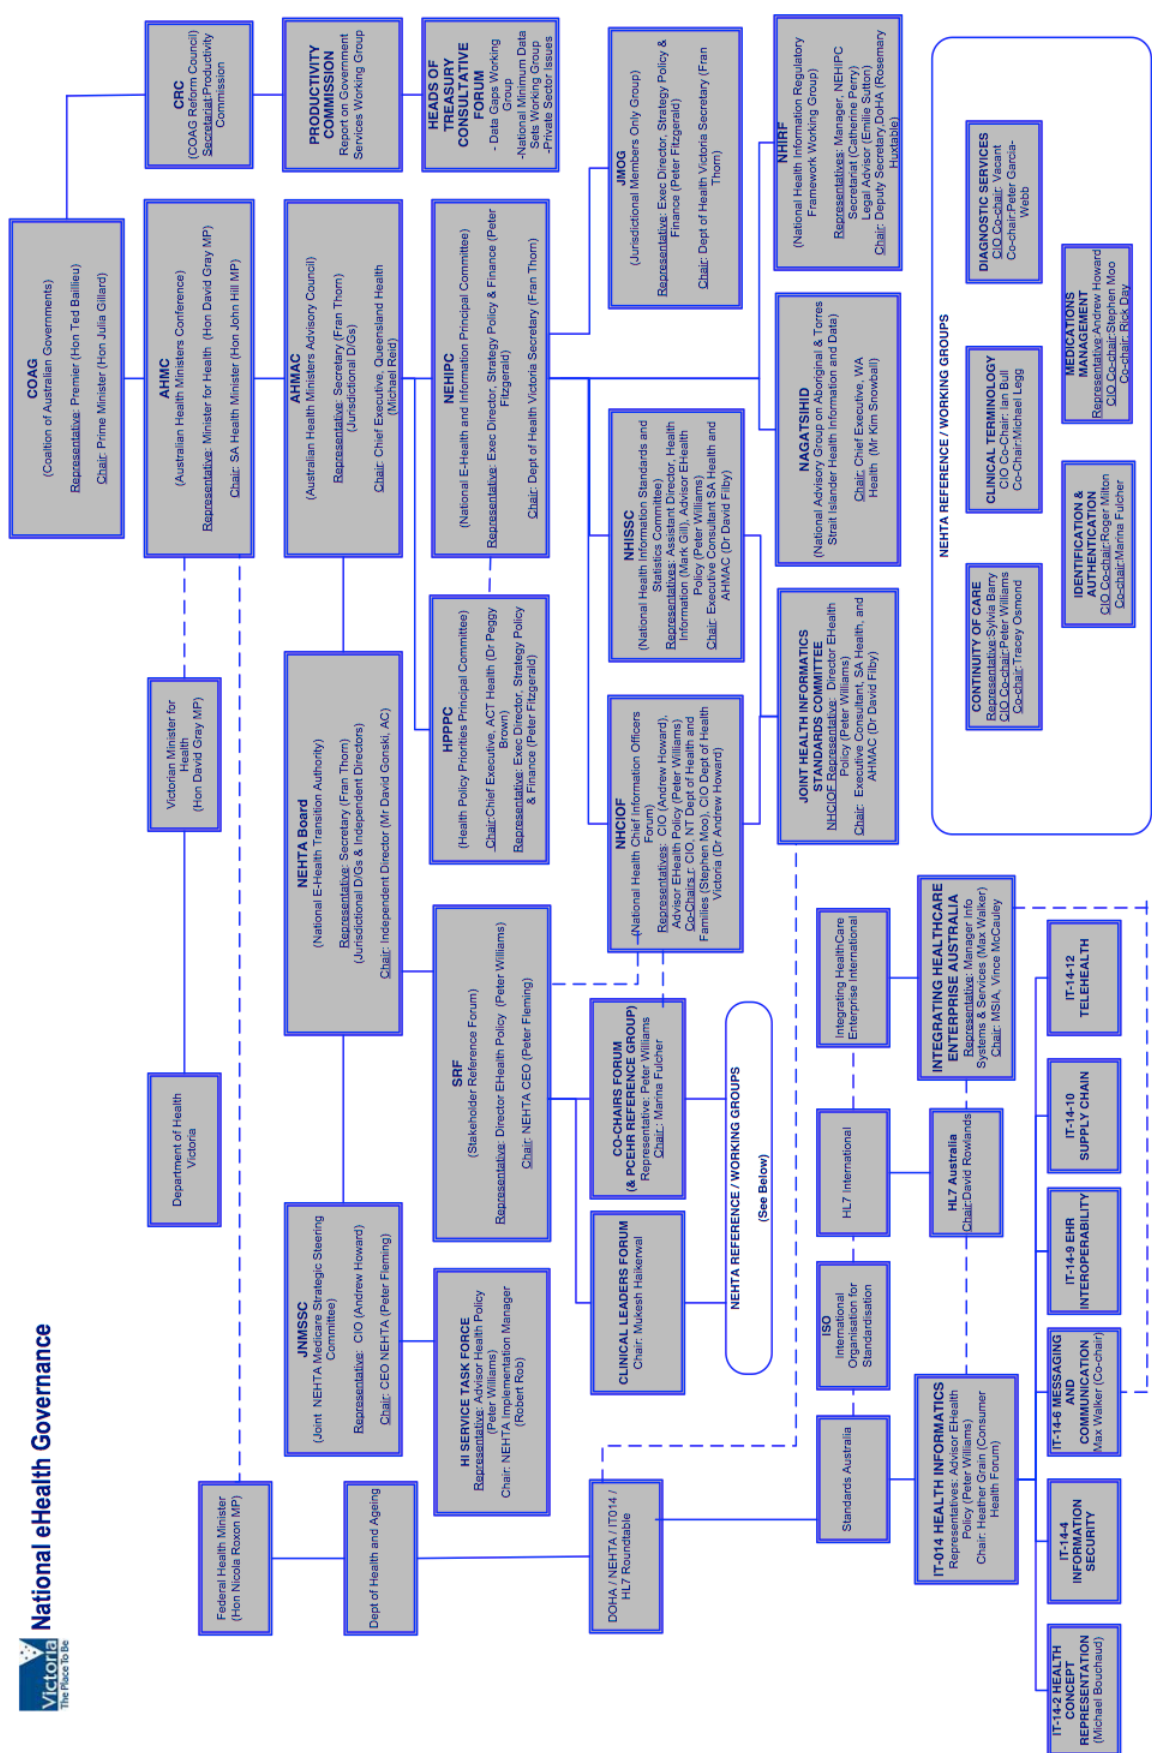 Victoria
The Place To Be
National eHealth Governance
COAG
(Coalition of Australian Governments)
Representative: Premier (Hon Ted Baillieu)
Chair: Prime Minister (Hon Julia Gillard)
CRC
(COAG Reform Council)
Secretariat:Productivity
Commission
PRODUCTIVITY
COMMISSION
Report on Government
Services Working Group
HEADS OF
TREASURY
CONSULTATIVE
FORUM
- Data Gaps Working
Group
-National Minimum Data
Sets Working Group
-Private Sector Issues
AHMC
(Australian Health Ministers Conference)
Representative: Minister for Health (Hon David Gray MP)
Chair: SA Health Minister (Hon John Hill MP)
Victorian Minister for
Health
(Hon David Gray MP)
Department of Health
Victoria
Federal Health Minister
(Hon Nicola Roxon MP)
Dept of Health and Ageing
AHMAC
(Australian Health Ministers Advisory Council)
Representative: Secretary (Fran Thorn)
(Jurisdictional D/Gs)
Chair: Chief Executive, Queensland Health
(Michael Reid)
NEHTA Board
(National E-Health Transition Authority)
Representative: Secretary (Fran Thorn)
(Jurisdictional D/Gs & Independent Directors)
Chair: Independent Director (Mr David Gonski, AC)
JNMSSC
(Joint NEHTA Medicare Strategic Steering
Committee)
Representative: CIO (Andrew Howard)
Chair: CEO NEHTA (Peter Fleming)
HI SERVICE TASK FORCE
Representative: Advisor Health Policy
(Peter Williams)
Chair: NEHTA Implementation Manager
(Robert Rob)
SRF
(Stakeholder Reference Forum)
Representative: Director EHealth Policy (Peter Williams)
Chair: NEHTA CEO (Peter Fleming)
HPPPC
(Health Policy Priorities Principal Committee)
Chair:Chief Executive, ACT Health (Dr Peggy
Brown)
Representative: Exec Director, Strategy Policy
& Finance (Peter Fitzgerald)
NEHIPC
(National E-Health and Information Principal Committee)
Representative: Exec Director, Strategy Policy & Finance (Peter
Fitzgerald)
Chair: Dept of Health Victoria Secretary (Fran Thorn)
JMOG
(Jurisdictional Members Only Group)
Representative: Exec Director, Strategy Policy &
Finance (Peter Fitzgerald)
Chair: Dept of Health Victoria Secretary (Fran
Thorn)
NHISSC
(National Health Information Standards and
Statistics Committee)
Representatives: Assistant Director, Health
Information (Mark Gill), Advisor EHealth
Policy (Peter Williams)
Chair: Executive Consultant SA Health and
AHMAC (Dr David Filby)
NHCIOF
(National Health Chief Information Officers
Forum)
Representatives: CIO (Andrew Howard),
Advisor EHealth Policy (Peter Williams)
Co-Chairs r: CIO, NT Dept of Health and
Families (Stephen Moo), CIO Dept of Health
Victoria (Dr Andrew Howard)
CO-CHAIRS FORUM
(& PCEHR REFERENCE GROUP)
Representative: Peter Williams
Chair : Marina Fulcher
CLINICAL LEADERS FORUM
Chair: Mukesh Haikerwal
NEHTA REFERENCE / WORKING GROUPS
(See Below)
DOHA / NEHTA / IT014 /
HL7 Roundtable
NHIRF
(National Health Information Regulatory
Framework Working Group)
Representatives: Manager, NEHIPC
Secretariat (Catherine Perry)
Legal Advisor (Emilie Sutton)
Chair: Deputy Secretary,DoHA (Rosemary
Huxtable)
NAGATSIHID
(National Advisory Group on Aboriginal & Torres
Strait Islander Health Information and Data)
Chair: Chief Executive, WA
Health (Mr Kim Snowball)
JOINT HEALTH INFORMATICS
STANDARDS COMMITTEE
NHCIOF Representative: Director EHealth
Policy (Peter Williams)
Chair: Executive Consultant, SA Health, and
AHMAC (Dr David Filby)
Standards Australia
ISO
International
Organisation for
Standardisation
HL7 International
Integrating HealthCare
Enterprise International
IT-014 HEALTH INFORMATICS
Representatives: Advisor EHealth
Policy (Peter Williams)
Chair: Heather Grain (Consumer
Health Forum)
HL7 Australia
Chair:David Rowlands
INTEGRATING HEALTHCARE
ENTERPRISE AUSTRALIA
Representative: Manager Info
Systems & Services (Max Walker)
Chair: MSIA, Vince McCauley
IT-14-2 HEALTH
CONCEPT
REPRESENTATION
(Michael Bouchaud)
IT-14-4
INFORMATION
SECURITY
IT-14-6 MESSAGING
AND
COMMUNICATION
Max Walker (Co-chair)
IT-14-9 EHR
INTEROPERABILITY
IT-14-10
SUPPLY CHAIN
IT-14-12
TELEHEALTH
NEHTA REFERENCE / WORKING GROUPS
CONTINUITY OF CARE
Representative:Sylvia Barry
CIO Co-chair:Peter Williams
Co-chair:Tracey Osmond
CLINICAL TERMINOLOGY
CIO Co-Chair: Ian Bull
Co-Chair:Michael Legg
DIAGNOSTIC SERVICES
CIO Co-chair: Vacant
Co-chair:Peter Garcia-
Webb
IDENTIFICATION &
AUTHENTICATION
CIO Co-chair:Roger Milton
Co-chair:Marina Fulcher
MEDICATIONS
MANAGEMENT
Representative:Andrew Howard
CIO Co-chair:Stephen Moo
Co-chair: Rick Day